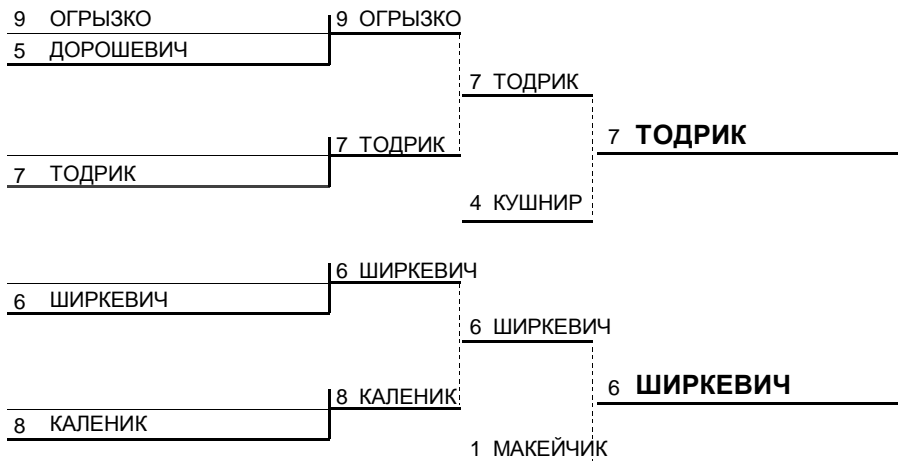 9 ОГРЫЗКО
9 ОГРЫЗКО
5 ДОРОШЕВИЧ
7 ТОДРИК
7 ТОДРИК
7 ТОДРИК
7 ТОДРИК
4 КУШНИР
6 ШИРКЕВИЧ
6 ШИРКЕВИЧ
6 ШИРКЕВИЧ
6 ШИРКЕВИЧ
8 КАЛЕНИК
8 КАЛЕНИК
1 МАКЕЙЧИК